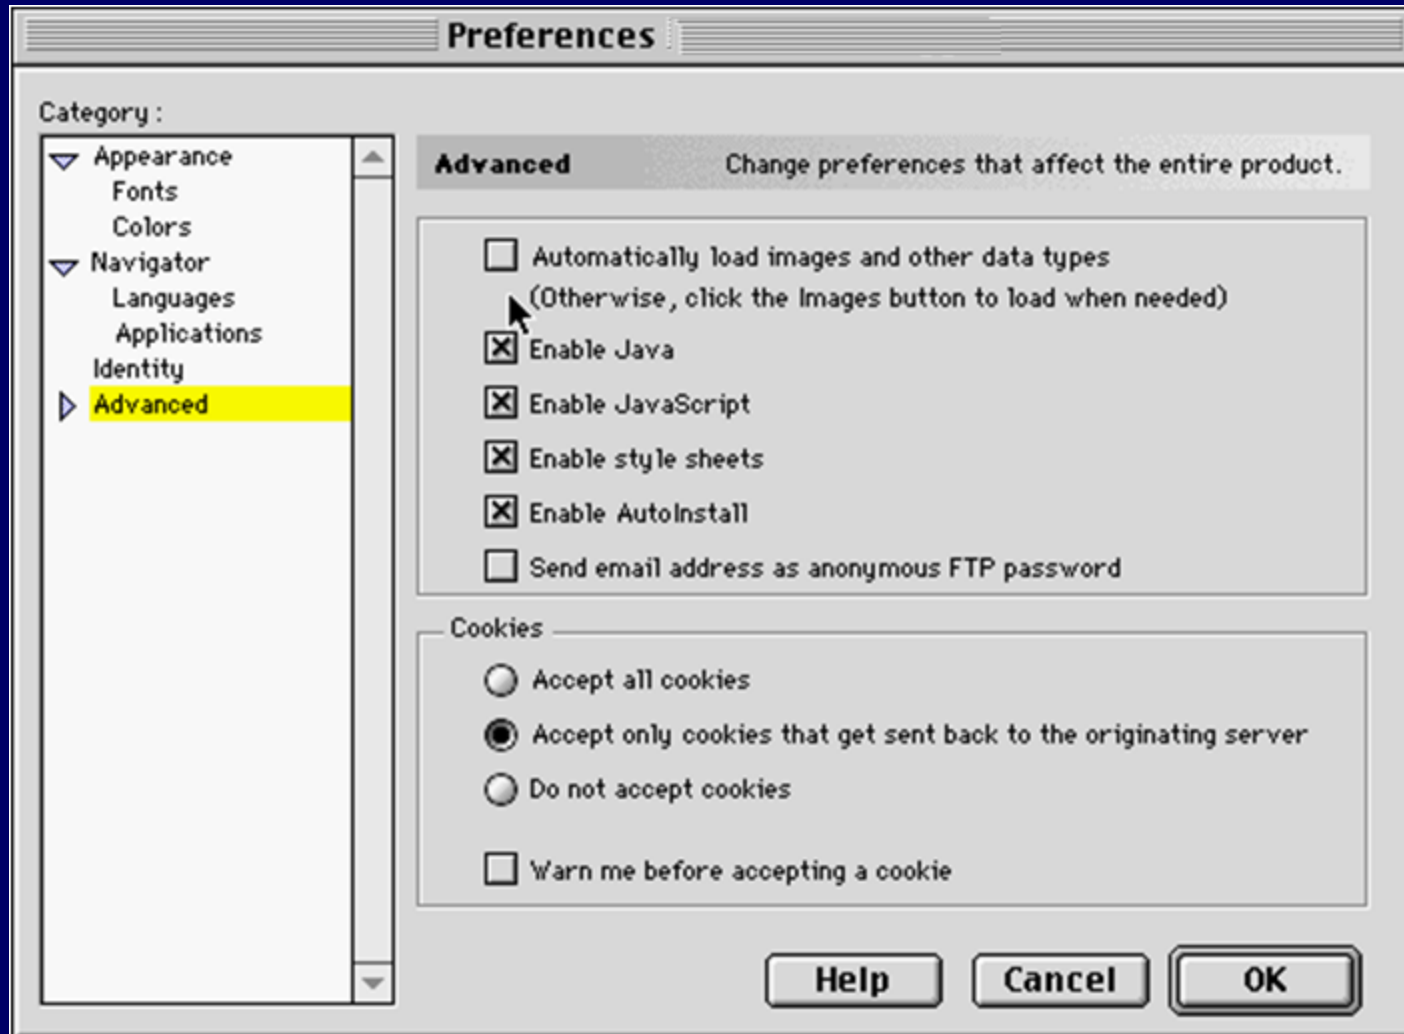 Preferences
Category :
Appearance
Fonts
Colors
Navigator
Languages
Applications
Identity
Advanced
Advanced
Change preferences that affect the entire product.
Automatically load images and other data types
(Otherwise, click the Images button to load when needed)
Enable Java
Enable JavaScript
Enable style sheets
Enable AutoInstall
Send email address as anonymous FTP password
Cookies
Accept all cookies
Accept only cookies that get sent back to the originating server
Do not accept cookies
Warn me before accepting a cookie
Help
Cancel
OK